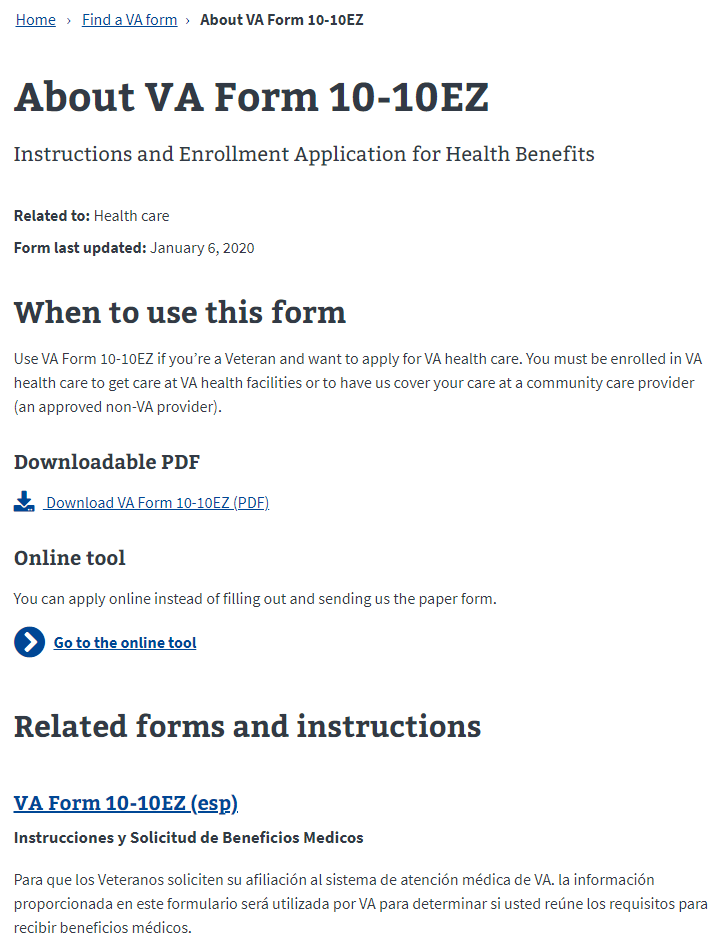 Home › Find a VA form › About VA Form 10-10EZ
About VA Form 10-10EZ
Instructions and Enrollment Application for Health Benefits
Related to: Health care
Form last updated: January 6, 2020
When to use this form
Use VA Form 10-10EZ if you’re a Veteran and want to apply for VA health care. You must be enrolled in VA
health care to get care at VA health facilities or to have us cover your care at a community care provider
(an approved non-VA provider).
Downloadable PDF
Download VA Form 10-10EZ (PDF)
Online tool
You can apply online instead of filling out and sending us the paper form.
Go to the online tool
Related forms and instructions
VA Form 10-10EZ (esp)
Instrucciones y Solicitud de Beneficios Medicos
Para que los Veteranos soliciten su afiliación al sistema de atención médica de VA. la información
proporcionada en este formulario será utilizada por VA para determinar si usted reúne los requisitos para
recibir beneficios médicos.